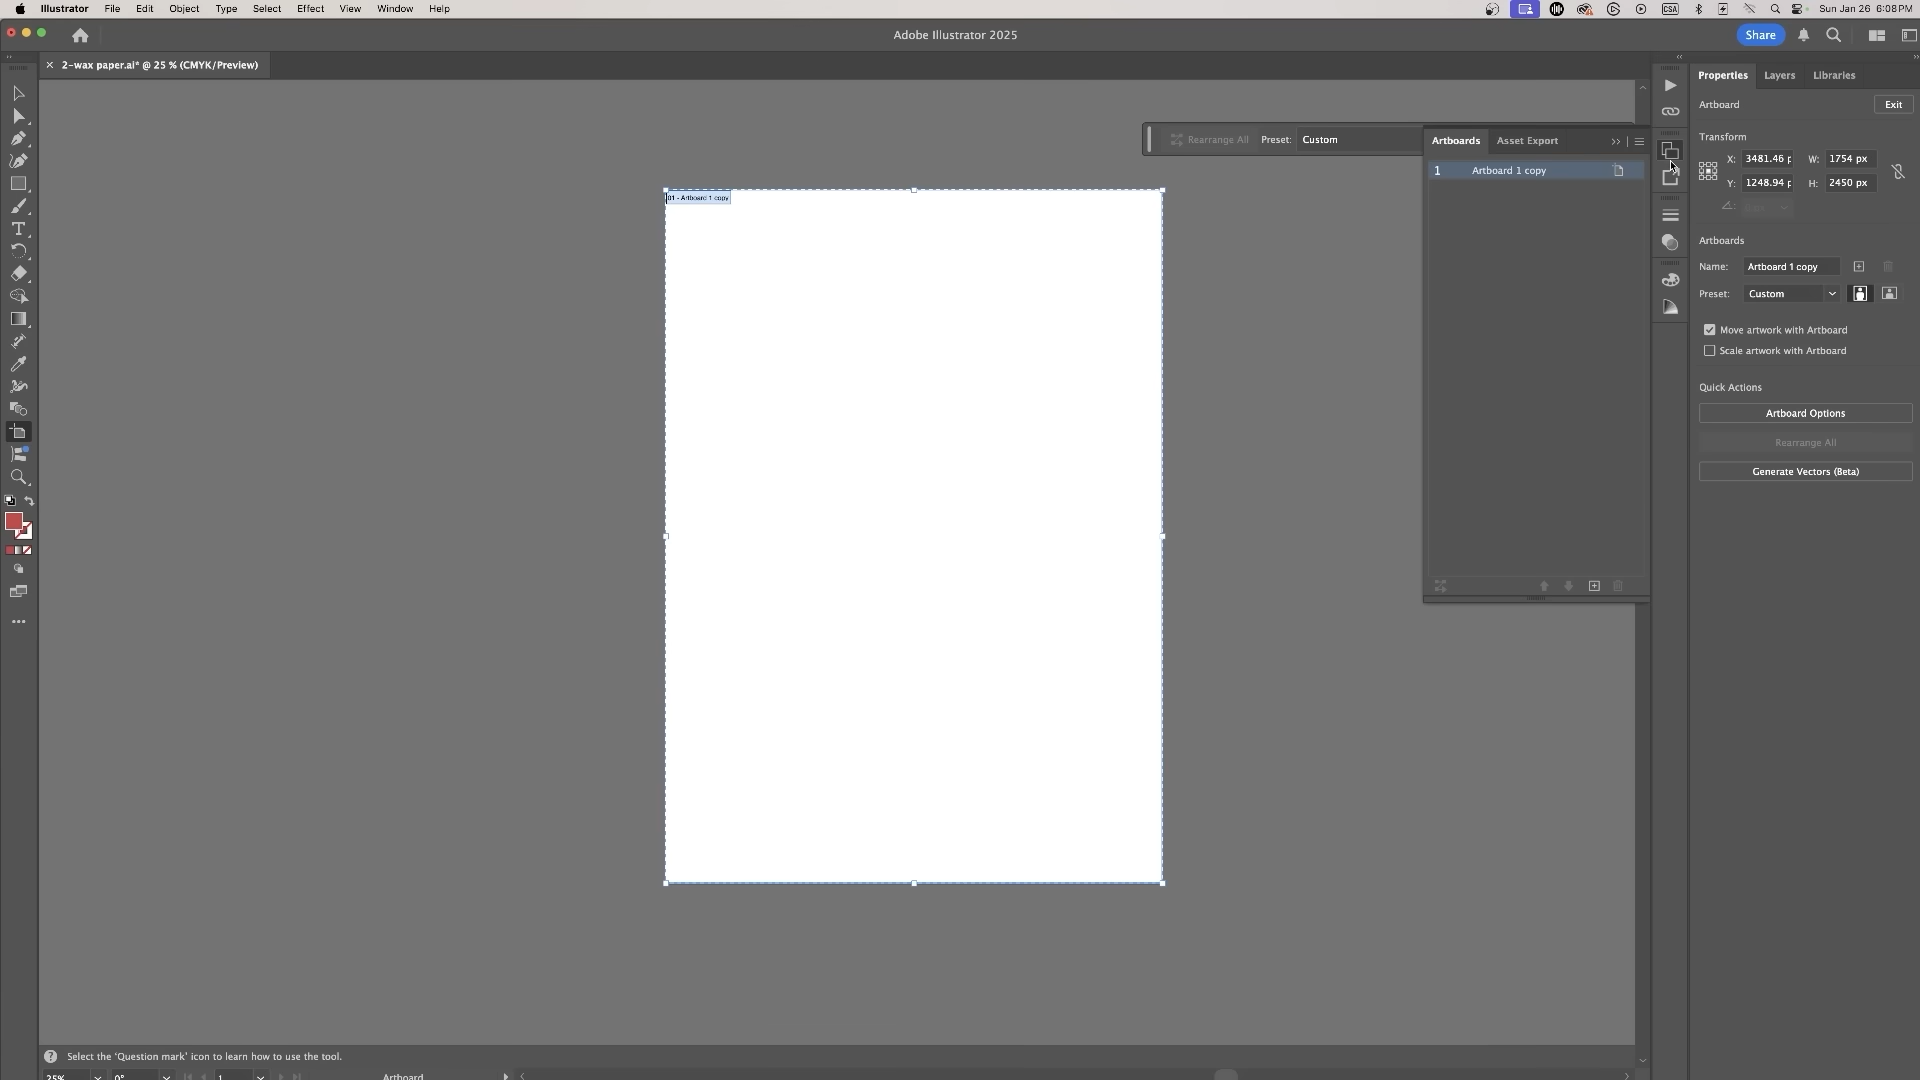 Illustrator File Edit Object Type Select Effect View Window Help
Sun Jan 26 6:08 PM
Adobe Illustrator 2025
Share
2-wax paper.ai* @ 25 % (CMYK/Preview)
Properties Layers Libraries
Artboard
Exit
Transform
X: 3481.46 p W: 1754 px
Y: 1248.94 p H: 2450 px
Artboards
Name: Artboard 1 copy
Preset: Custom
Move artwork with Artboard
Scale artwork with Artboard
Quick Actions
Artboard Options
Rearrange All
Generate Vectors (Beta)
Rearrange All Preset: Custom
Artboards Asset Export
1 Artboard 1 copy
01 - Artboard 1 copy
Select the 'Question mark' icon to learn how to use the tool.
25% 0° 1 Artboard